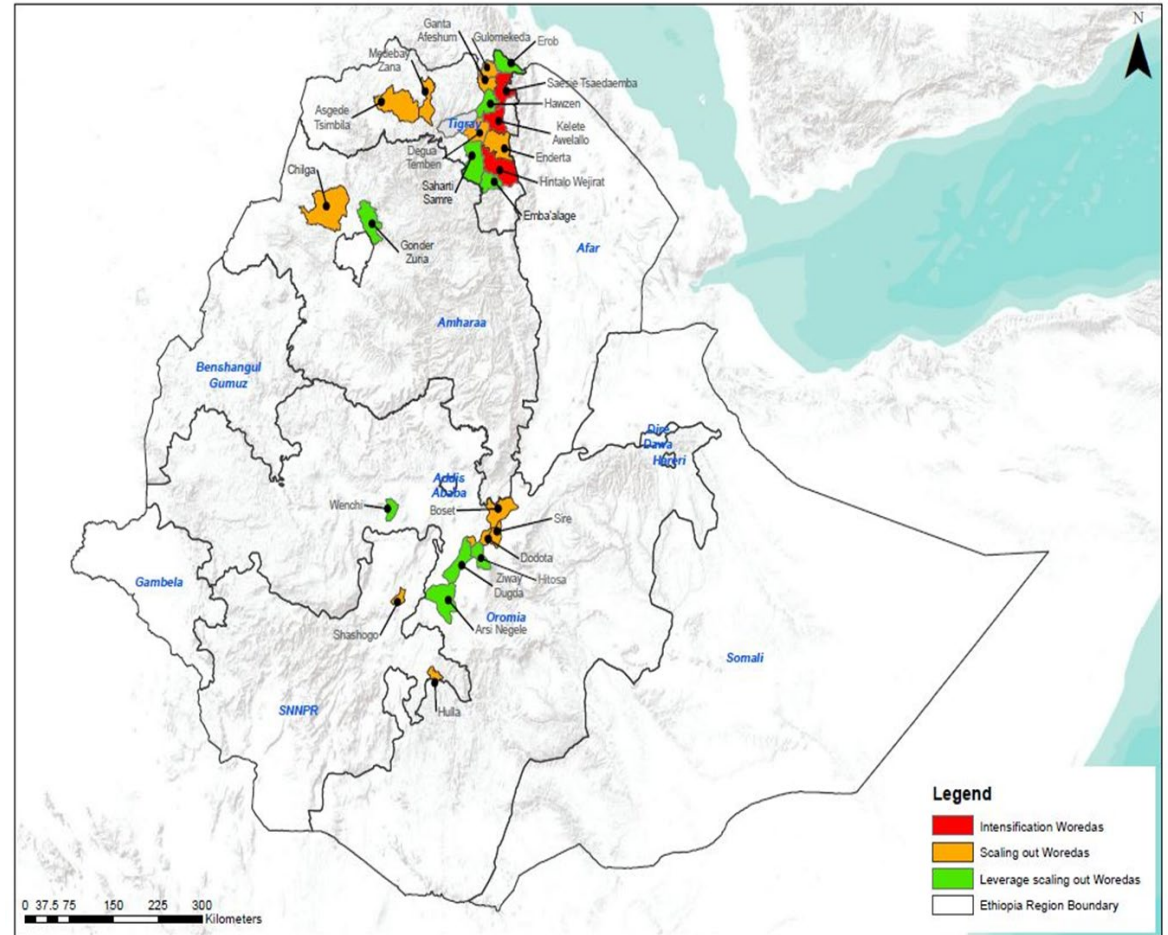 N
Ganta
Afeshum
Gulomekeda
Erob
Medebay
Zana
Saesie Tsaedaemba
Asgede
Tsimbila
Hawzen
Tigray
Kelete
Awelallo
Degua
Temben
Enderta
Chilga
Saharti
Samre
Hintalo Wejirat
Emba'alage
Gonder
Zuria
Afar
Amharaa
Benshangul
Gumuz
Dire
Dawa
Hareri
Addis
Ababa
Wenchi
Boset
Sire
Dodota
Hitosa
Ziway
Dugda
Gambela
Shashogo
Oromia
Arsi Negele
Somali
SNNPR
Hulla
Legend
Intensification Woredas
Scaling out Woredas
Leverage scaling out Woredas
Ethiopia Region Boundary
0 37.5 75 150 225 300
Kilometers